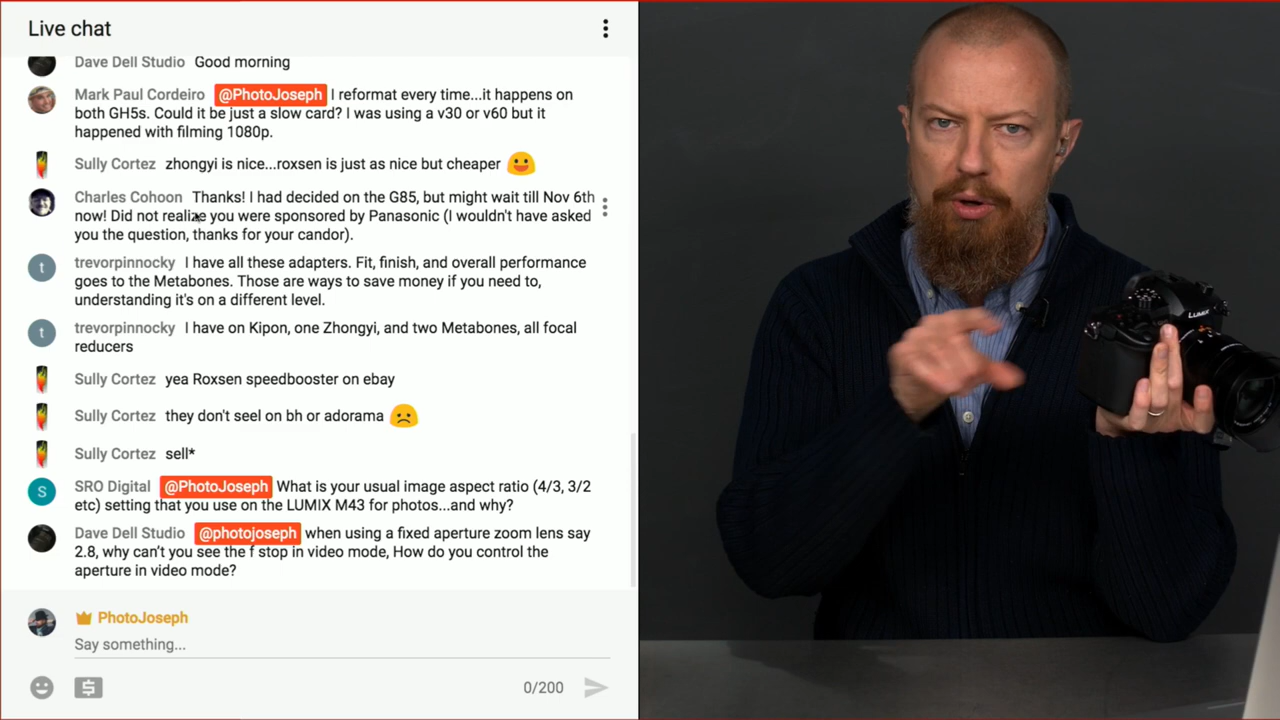 Live chat
Dave Dell Studio Good morning
Mark Paul Cordeiro @PhotoJoseph I reformat every time...it happens on
both GH5s. Could it be just a slow card? I was using a v30 or v60 but it
happened with filming 1080p.
Sully Cortez zhongyi is nice...roxsen is just as nice but cheaper 😀
Charles Cohoon Thanks! I had decided on the G85, but might wait till Nov 6th
now! Did not realize you were sponsored by Panasonic (I wouldn't have asked
you the question, thanks for your candor).
t trevorpinnocky I have all these adapters. Fit, finish, and overall performance
goes to the Metabones. Those are ways to save money if you need to,
understanding it's on a different level.
t trevorpinnocky I have on Kipon, one Zhongyi, and two Metabones, all focal
reducers
Sully Cortez yea Roxsen speedbooster on ebay
Sully Cortez they don't seel on bh or adorama ☹️
Sully Cortez sell*
S SRO Digital @PhotoJoseph What is your usual image aspect ratio (4/3, 3/2
etc) setting that you use on the LUMIX M43 for photos...and why?
Dave Dell Studio @photojoseph when using a fixed aperture zoom lens say
2.8, why can't you see the f stop in video mode, How do you control the
aperture in video mode?
PhotoJoseph
Say something...
0/200
LUMIX